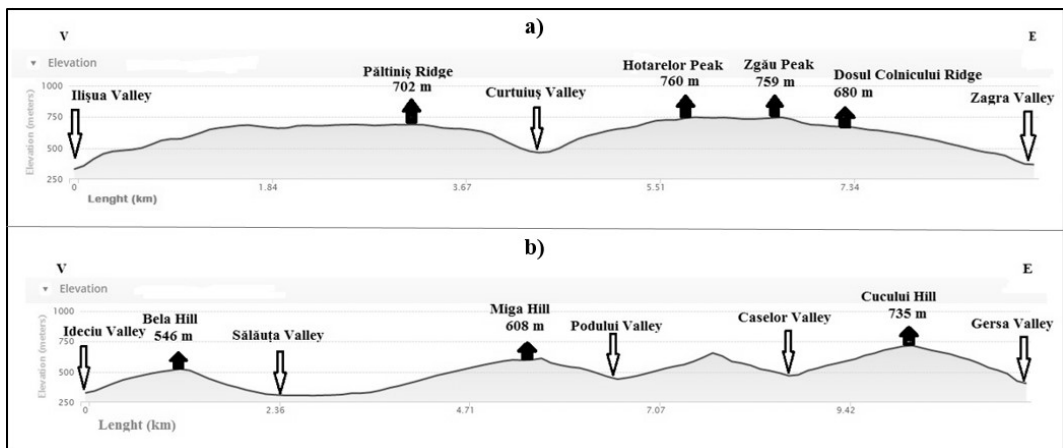 a)
V E
▾ Elevation
Elevation (meters)
1000
750
500
250
Ilișua Valley
Păltiniș Ridge
702 m
Curtuiuș Valley
Hotarelor Peak
760 m
Zgău Peak
759 m
Dosul Colnicului Ridge
680 m
Zagra Valley
0 1.84 3.67 5.51 7.34
Lenght (km)
b)
V E
▾ Elevation
Elevation (meters)
1000
750
500
250
Ideciu Valley
Bela Hill
546 m
Sălăuța Valley
Miga Hill
608 m
Podului Valley
Caselor Valley
Cucului Hill
735 m
Gersa Valley
0 2.36 4.71 7.07 9.42
Lenght (km)